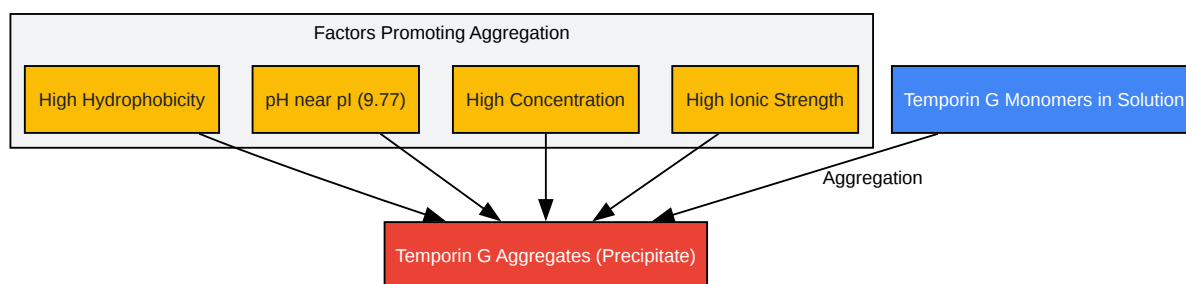 Factors Promoting Aggregation
High Hydrophobicity
pH near pI (9.77)
High Concentration
High Ionic Strength
Temporin G Monomers in Solution
Aggregation
Temporin G Aggregates (Precipitate)